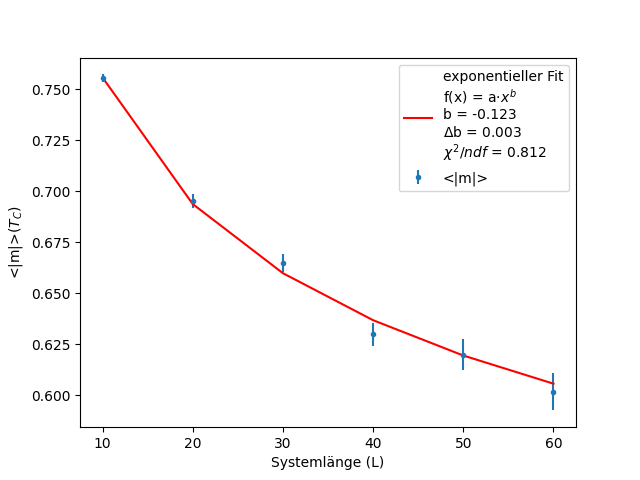 exponentieller Fit
f(x) = a·x^b
b = -0.123
Δb = 0.003
χ²/ndf = 0.812
<|m|>
<|m|>(T_C)
0.750
0.725
0.700
0.675
0.650
0.625
0.600
10 20 30 40 50 60
Systemlänge (L)